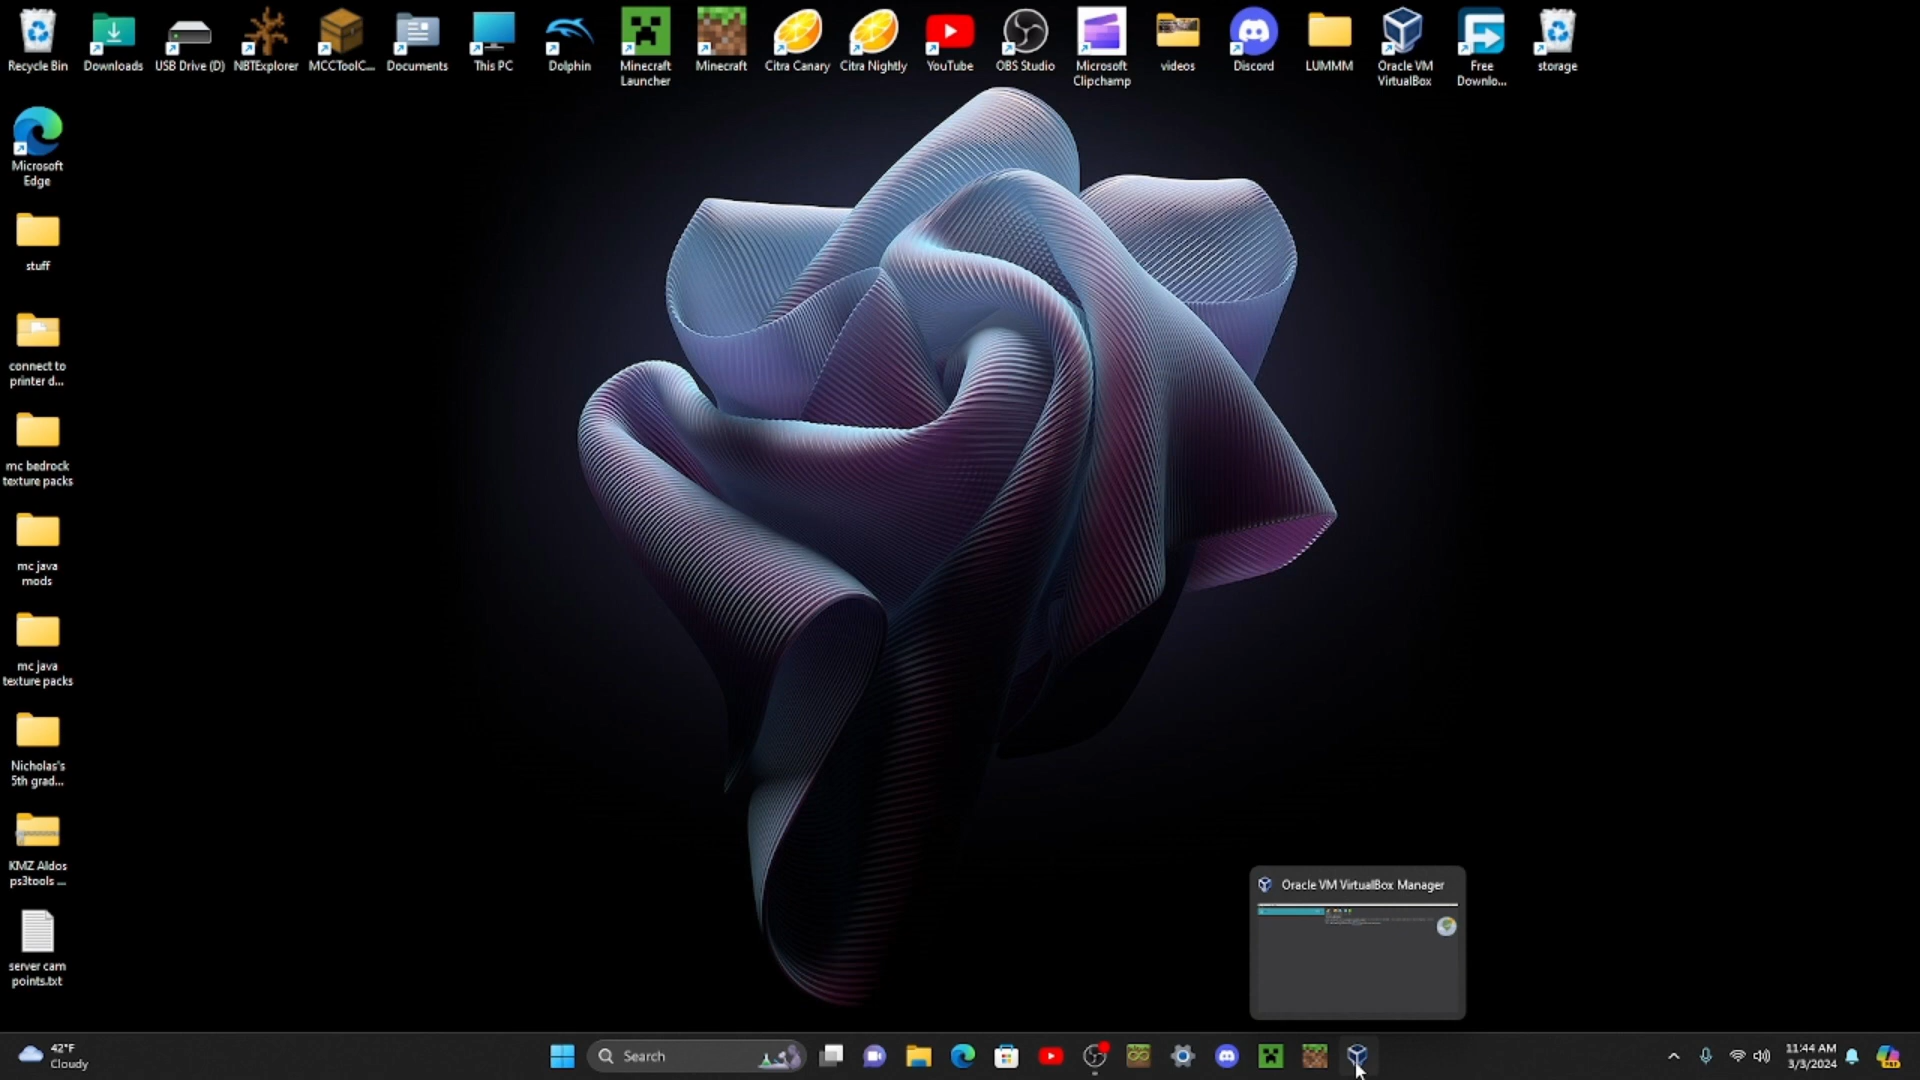 Recycle Bin
Downloads
USB Drive (D)
NBTExplorer
MCCToolC...
Documents
This PC
Dolphin
Minecraft
Launcher
Minecraft
Citra Canary
Citra Nightly
YouTube
OBS Studio
Microsoft
Clipchamp
videos
Discord
LUMMM
Oracle VM
VirtualBox
Free
Downlo...
storage
Microsoft
Edge
stuff
connect to
printer d...
mc bedrock
texture packs
mc java
mods
mc java
texture packs
Nicholas's
5th grad...
KMZ Aldos
ps3tools ...
server cam
points.txt
Oracle VM VirtualBox Manager
42°F
Cloudy
Search
11:44 AM
3/3/2024